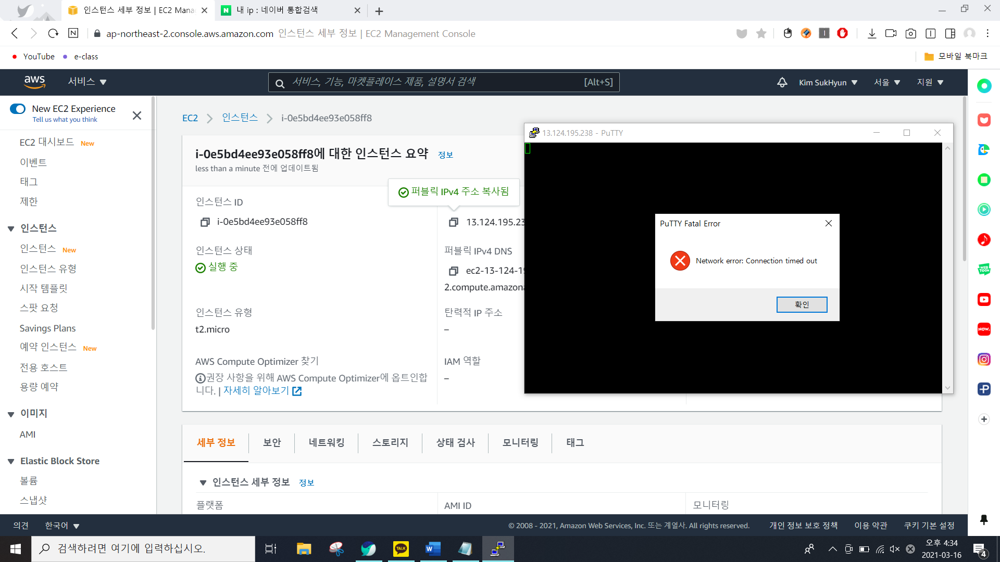 인스턴스 세부 정보 | EC2 Mana
내 ip : 네이버 통합검색
ap-northeast-2.console.aws.amazon.com 인스턴스 세부 정보 | EC2 Management Console
YouTube
e-class
모바일 북마크
aws
서비스
서비스, 기능, 마켓플레이스 제품, 설명서 검색
[Alt+S]
Kim SukHyun
서울
지원
New EC2 Experience
Tell us what you think
EC2 대시보드 New
이벤트
태그
제한
인스턴스
인스턴스 New
인스턴스 유형
시작 템플릿
스팟 요청
Savings Plans
예약 인스턴스 New
전용 호스트
용량 예약
이미지
AMI
Elastic Block Store
볼륨
스냅샷
EC2
인스턴스
i-0e5bd4ee93e058ff8
i-0e5bd4ee93e058ff8에 대한 인스턴스 요약 정보
less than a minute 전에 업데이트됨
퍼블릭 IPv4 주소 복사됨
인스턴스 ID
i-0e5bd4ee93e058ff8
13.124.195.23
인스턴스 상태
실행 중
퍼블릭 IPv4 DNS
ec2-13-124-19
2.compute.amazona
인스턴스 유형
t2.micro
탄력적 IP 주소
–
AWS Compute Optimizer 찾기
권장 사항을 위해 AWS Compute Optimizer에 옵트인합
니다. | 자세히 알아보기
IAM 역할
–
13.124.195.238 - PuTTY
PuTTY Fatal Error
Network error: Connection timed out
확인
세부 정보
보안
네트워킹
스토리지
상태 검사
모니터링
태그
인스턴스 세부 정보 정보
플랫폼
AMI ID
모니터링
의견
한국어
© 2008 - 2021, Amazon Web Services, Inc. 또는 계열사. All rights reserved.
개인 정보 보호 정책
이용 약관
쿠키 기본 설정
WEB
TOON
NOW.
검색하려면 여기에 입력하십시오.
TALK
오후 4:34
2021-03-16
4